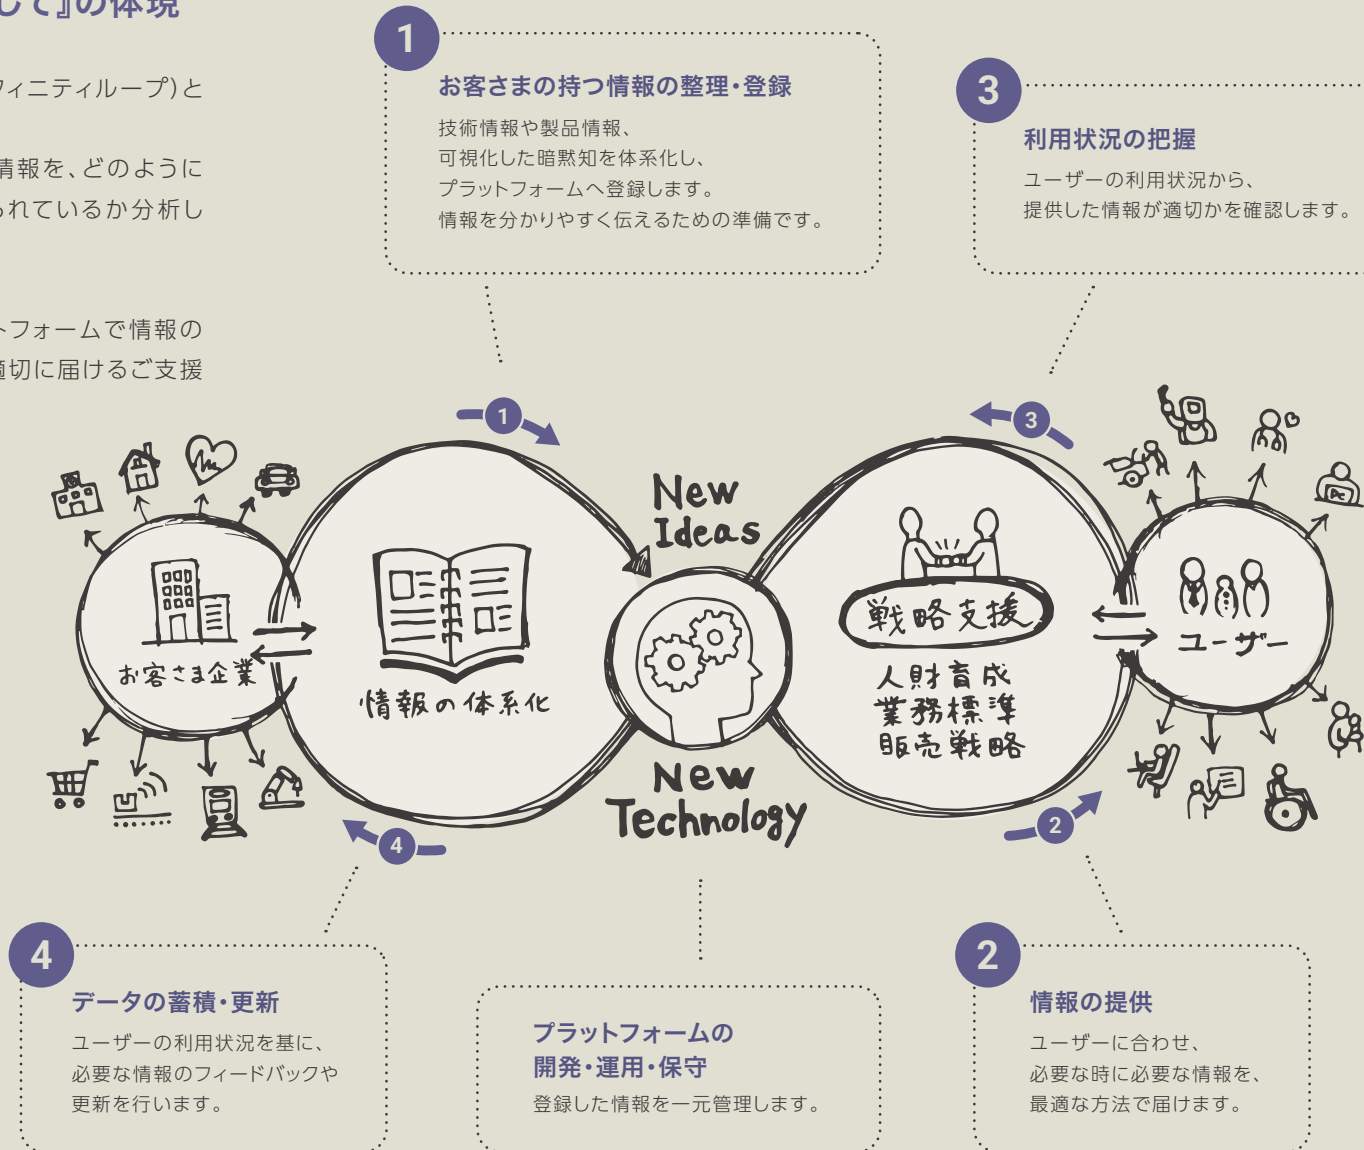 して』の体現
フィニティループ）と
情報を、どのように
られているか分析し
トフォームで情報の
適切に届けるご支援
1
お客さまの持つ情報の整理・登録
技術情報や製品情報、
可視化した暗黙知を体系化し、
プラットフォームへ登録します。
情報を分かりやすく伝えるための準備です。
3
利用状況の把握
ユーザーの利用状況から、
提供した情報が適切かを確認します。
1
3
New
Ideas
お客さま企業
情報の体系化
戦略支援
人財育成
業務標準
販売戦略
ユーザー
PC
New
Technology
4
2
4
データの蓄積・更新
ユーザーの利用状況を基に、
必要な情報のフィードバックや
更新を行います。
プラットフォームの
開発・運用・保守
登録した情報を一元管理します。
2
情報の提供
ユーザーに合わせ、
必要な時に必要な情報を、
最適な方法で届けます。